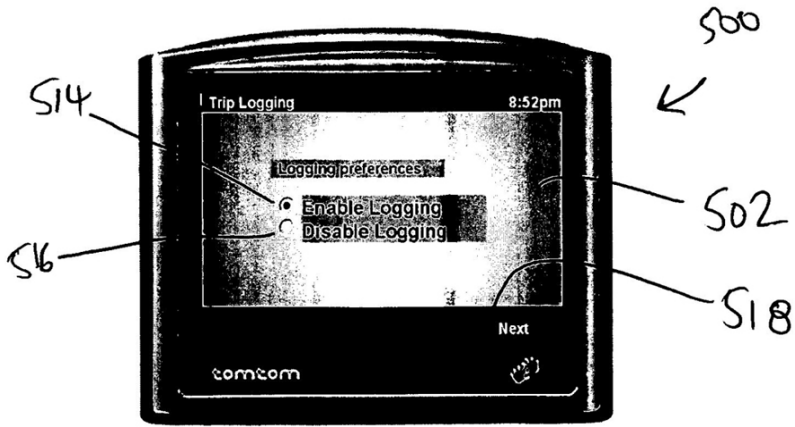 500
514
Trip Logging 8:52pm
Logging preferences
Enable Logging
502
Disable Logging
516
518
Next
tomtom